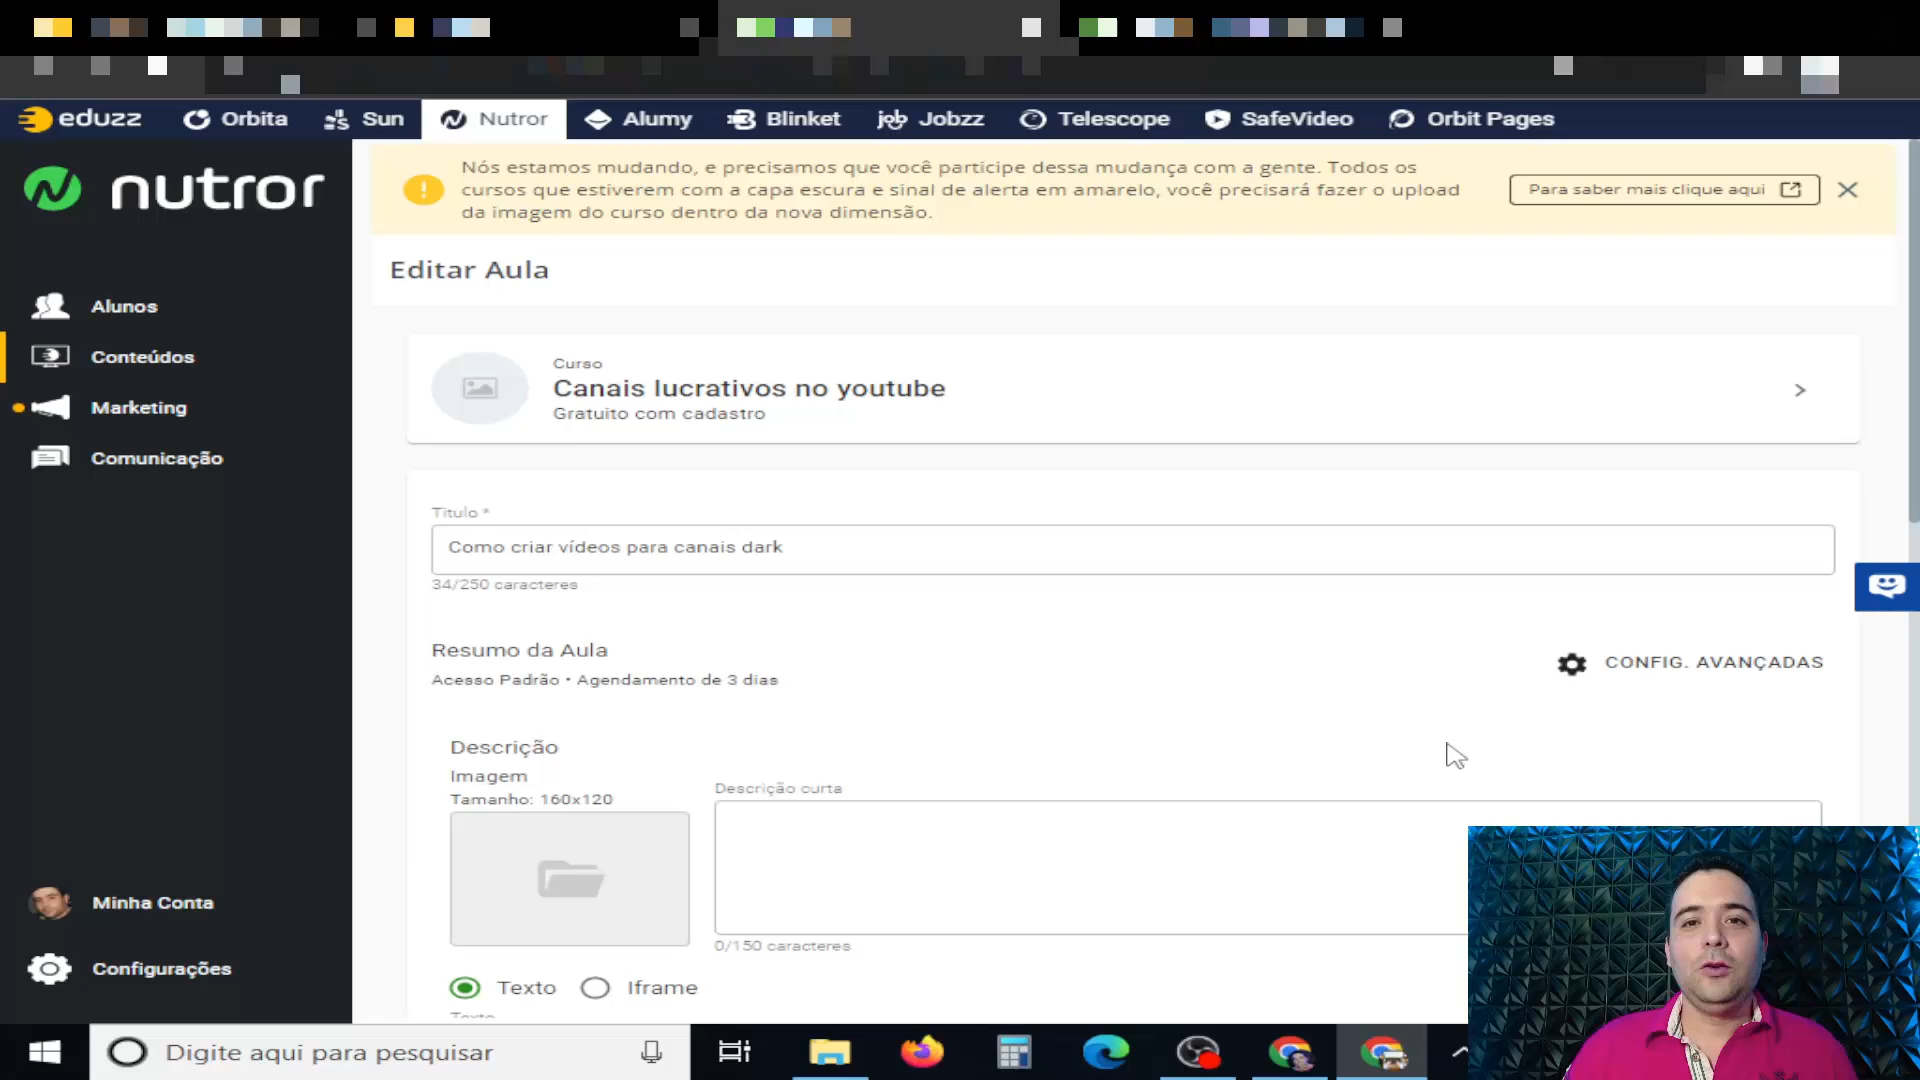 eduzz Orbita Sun Nutror Alumy Blinket Jobzz Telescope SafeVideo Orbit Pages
nutror
Nós estamos mudando, e precisamos que você participe dessa mudança com a gente. Todos os
cursos que estiverem com a capa escura e sinal de alerta em amarelo, você precisará fazer o upload
da imagem do curso dentro da nova dimensão.
Para saber mais clique aqui
Editar Aula
Alunos
Conteúdos
Marketing
Comunicação
Curso
Canais lucrativos no youtube
Gratuito com cadastro
Título *
Como criar vídeos para canais dark
34/250 caracteres
Resumo da Aula
Acesso Padrão • Agendamento de 3 dias
CONFIG. AVANÇADAS
Descrição
Imagem
Tamanho: 160x120
Descrição curta
0/150 caracteres
Texto Iframe
Texto
Minha Conta
Configurações
Digite aqui para pesquisar